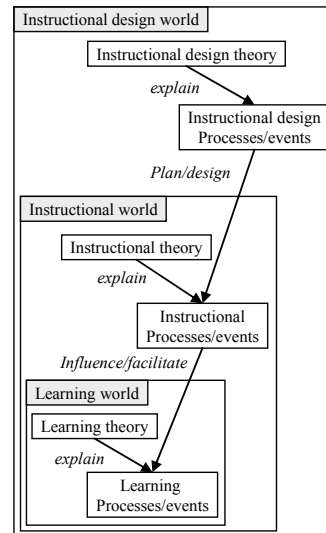 Instructional design world
Instructional design theory
explain
Instructional design
Processes/events
Plan/design
Instructional world
Instructional theory
explain
Instructional
Processes/events
Influence/facilitate
Learning world
Learning theory
explain
Learning
Processes/events